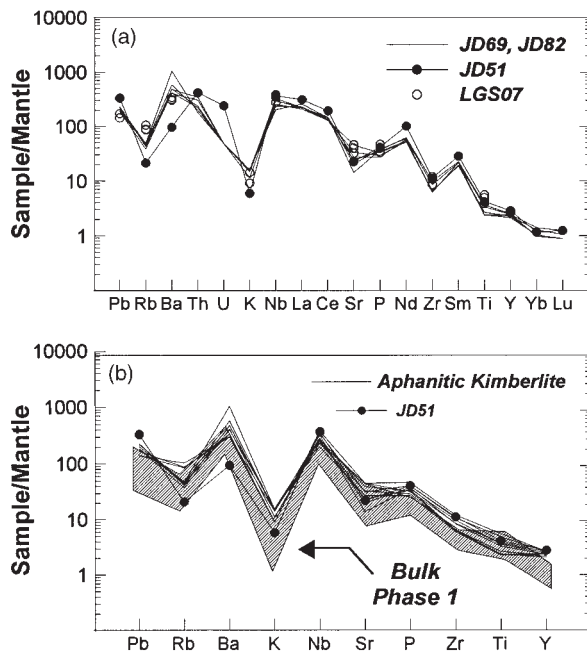 (a)
JD69, JD82
JD51
LGS07
Sample/Mantle
10000
1000
100
10
1
Pb Rb Ba Th U K Nb La Ce Sr P Nd Zr Sm Ti Y Yb Lu
(b)
Aphanitic Kimberlite
JD51
Sample/Mantle
10000
1000
100
10
1
Bulk
Phase 1
Pb Rb Ba K Nb Sr P Zr Ti Y